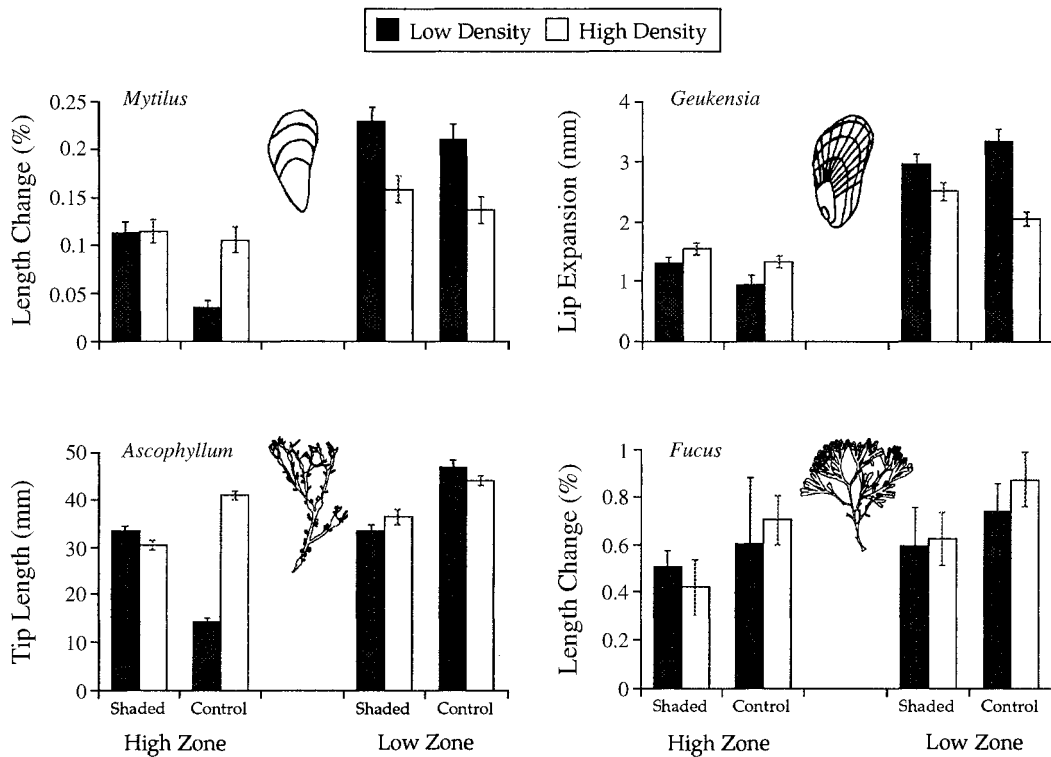 Low Density High Density
Mytilus
Length Change (%)
0.25
0.2
0.15
0.1
0.05
0
Geukensia
Lip Expansion (mm)
4
3
2
1
0
Ascophyllum
Tip Length (mm)
50
40
30
20
10
0
Shaded Control Shaded Control
High Zone Low Zone
Fucus
Length Change (%)
1
0.8
0.6
0.4
0.2
0
Shaded Control Shaded Control
High Zone Low Zone